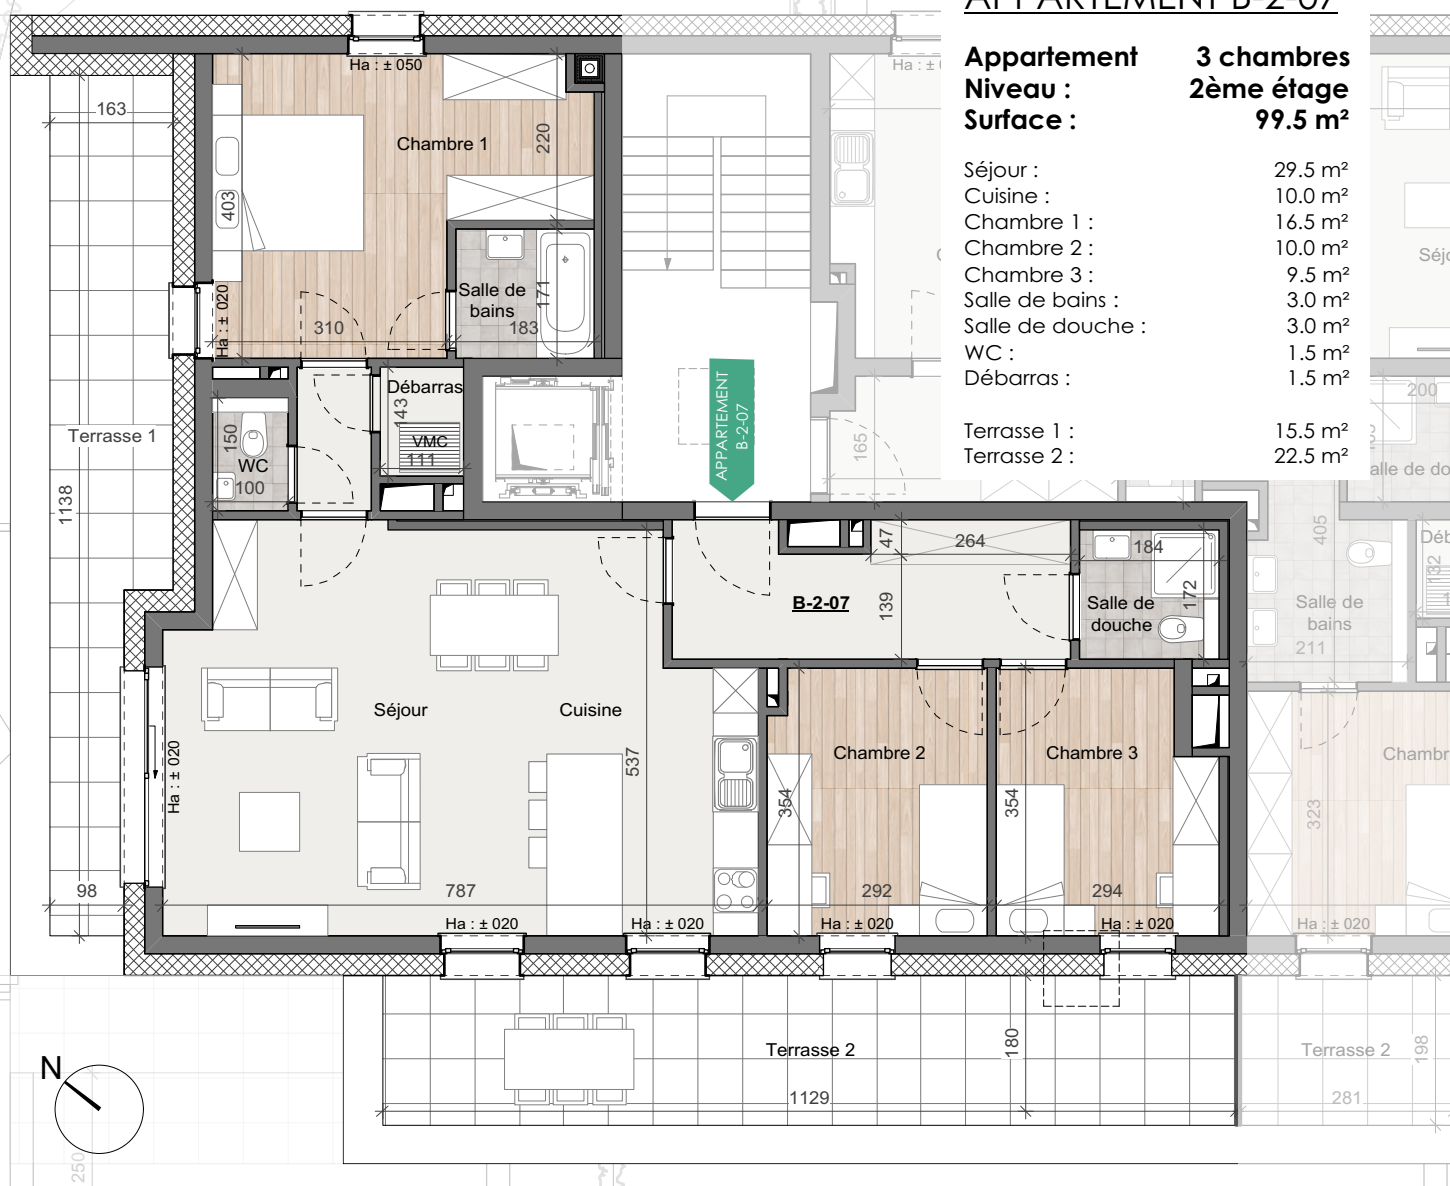 APPARTEMENT B-2-07
Appartement 3 chambres
Niveau : 2ème étage
Surface : 99.5 m²
Séjour : 29.5 m²
Cuisine : 10.0 m²
Chambre 1 : 16.5 m²
Chambre 2 : 10.0 m²
Chambre 3 : 9.5 m²
Salle de bains : 3.0 m²
Salle de douche : 3.0 m²
WC : 1.5 m²
Débarras : 1.5 m²
Terrasse 1 : 15.5 m²
Terrasse 2 : 22.5 m²
Ha : ± 050
163
Chambre 1
220
403
Salle de
bains
171
183
310
Ha : ± 020
Débarras
143
VMC
111
150
WC
100
Terrasse 1
1138
APPARTEMENT
B-2-07
165
200
alle de do
405
132
Salle de
bains
211
47
264
184
139
B-2-07
172
Salle de
douche
Séjour
Cuisine
537
Chambre 2
354
Chambre 3
354
Chambr
323
Ha : ± 020
98
787
292
294
Ha : ± 020
Ha : ± 020
Ha : ± 020
Ha : ± 020
Ha : ± 020
Terrasse 2
180
1129
Terrasse 2
198
281
N
250